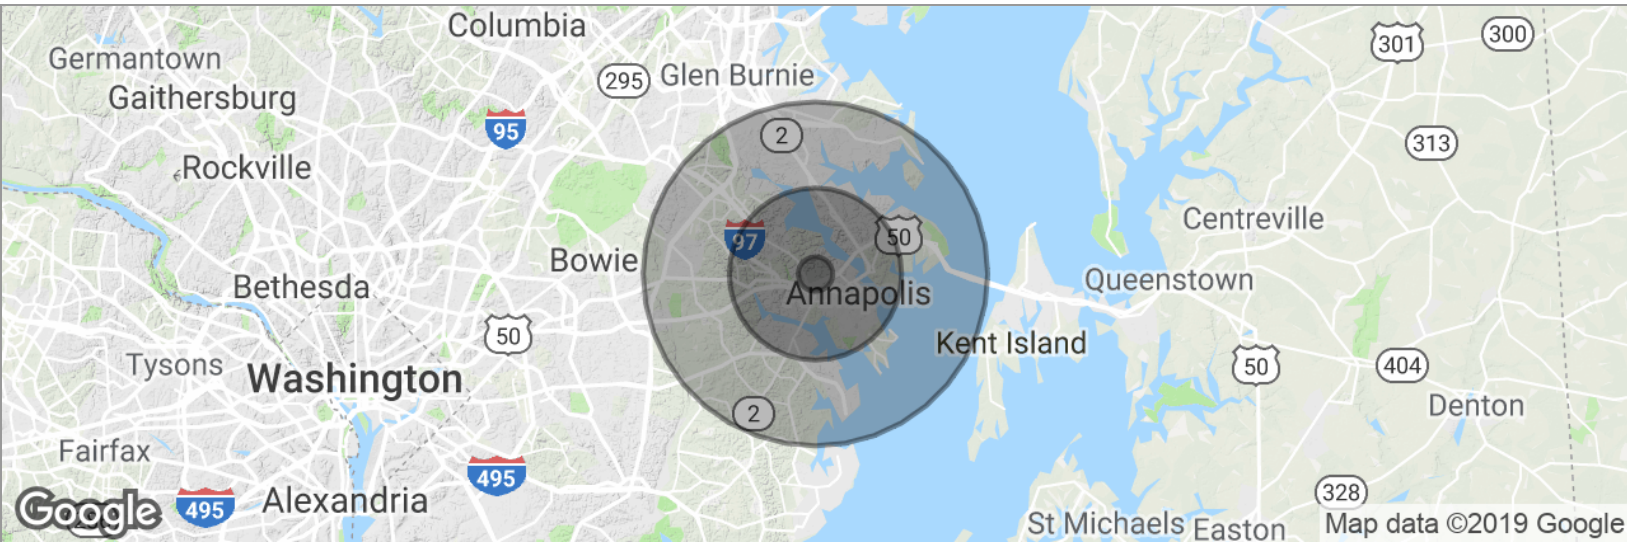 Columbia
Germantown
301
300
295
Glen Burnie
Gaithersburg
95
2
313
Rockville
Centreville
97
50
Bowie
Annapolis
Queenstown
Bethesda
50
Kent Island
Tysons
Washington
50
404
Denton
2
Fairfax
495
328
Google
495
Alexandria
St Michaels
Easton
Map data ©2019 Google